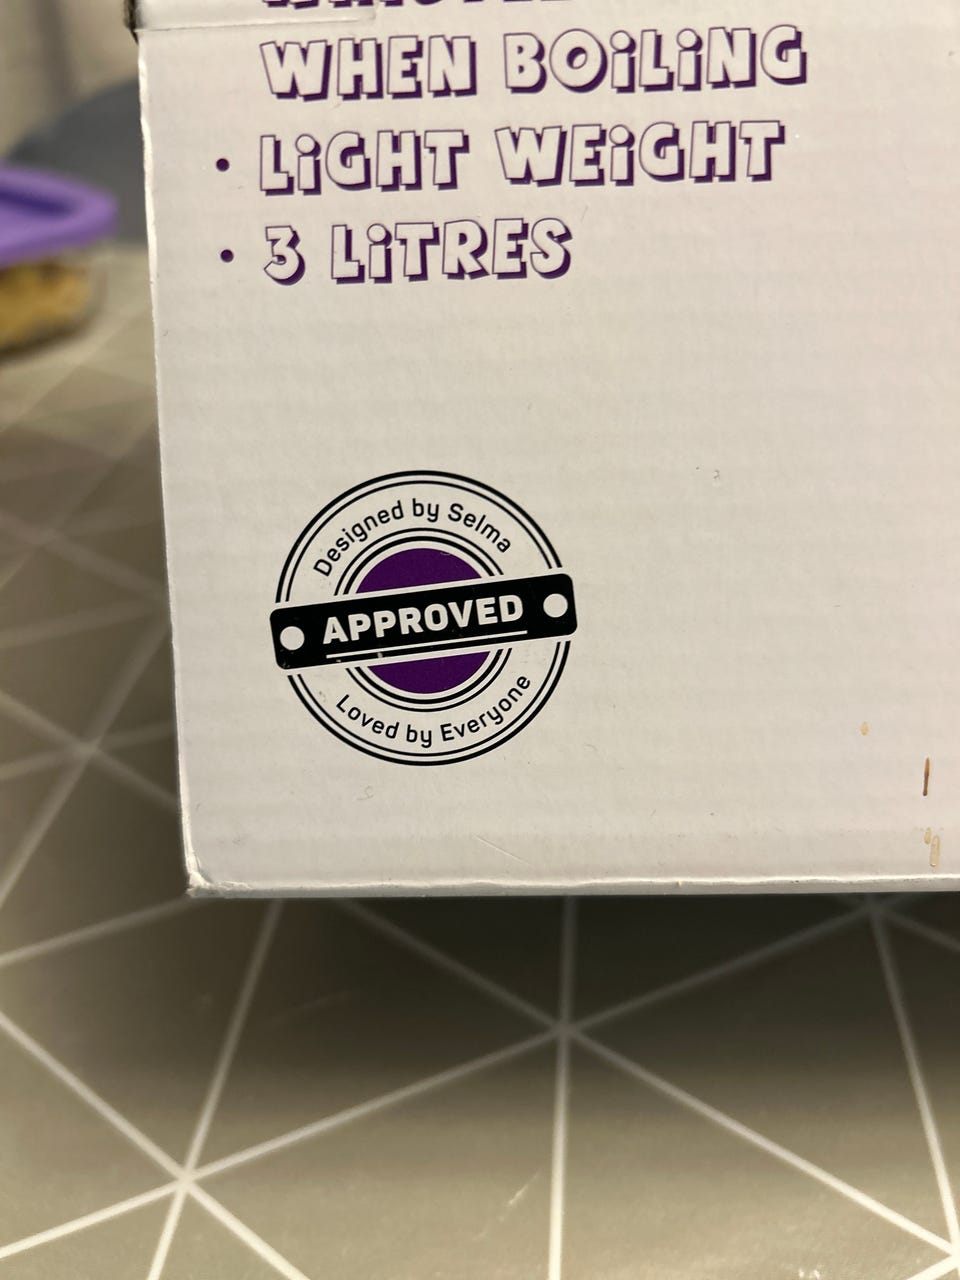 WHEN BOiLiNG
• LiGHT WEiGHT
• 3 LiTRES
Designed by Selma
APPROVED
Loved by Everyone